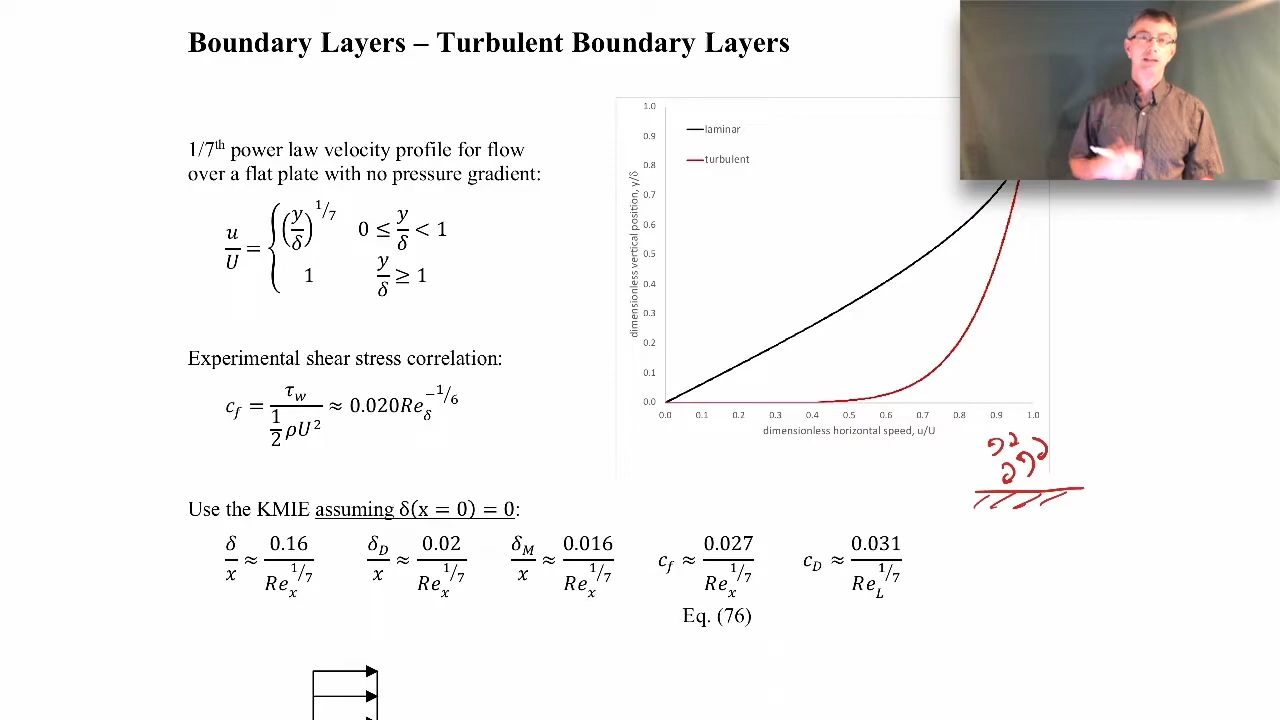 Boundary Layers – Turbulent Boundary Layers
1/7th power law velocity profile for flow
over a flat plate with no pressure gradient:
u/U = { (y/δ)^1/7 0 ≤ y/δ < 1
1 y/δ ≥ 1
Experimental shear stress correlation:
c_f = τ_w / (1/2 ρU²) ≈ 0.020Re_δ^−1/6
Use the KMIE assuming δ(x = 0) = 0:
δ/x ≈ 0.16/Re_x^1/7 δ_D/x ≈ 0.02/Re_x^1/7 δ_M/x ≈ 0.016/Re_x^1/7 c_f ≈ 0.027/Re_x^1/7 c_D ≈ 0.031/Re_L^1/7
Eq. (76)
laminar
turbulent
dimensionless vertical position, y/δ
1.0
0.9
0.8
0.7
0.6
0.5
0.4
0.3
0.2
0.1
0.0
0.0 0.1 0.2 0.3 0.4 0.5 0.6 0.7 0.8 0.9 1.0
dimensionless horizontal speed, u/U